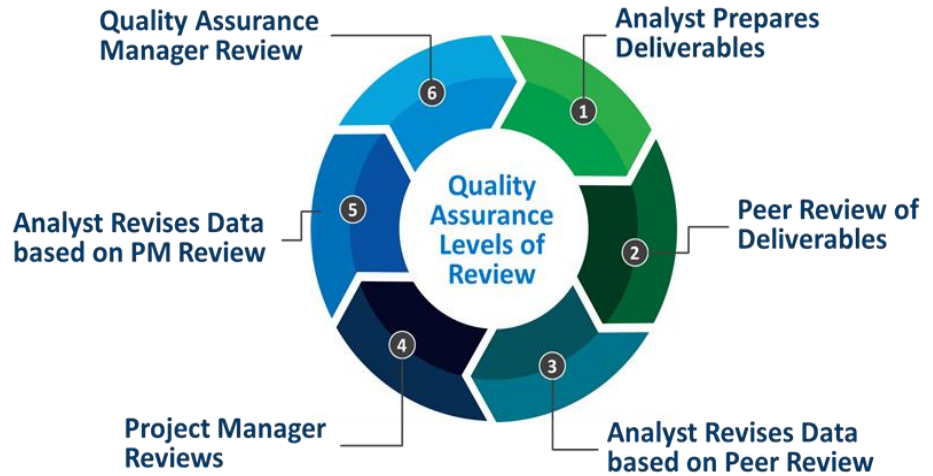 Quality Assurance
Manager Review
Analyst Prepares
Deliverables
6
1
Quality
Assurance
Levels of
Review
5
Analyst Revises Data
based on PM Review
2
Peer Review of
Deliverables
4
3
Project Manager
Reviews
Analyst Revises Data
based on Peer Review